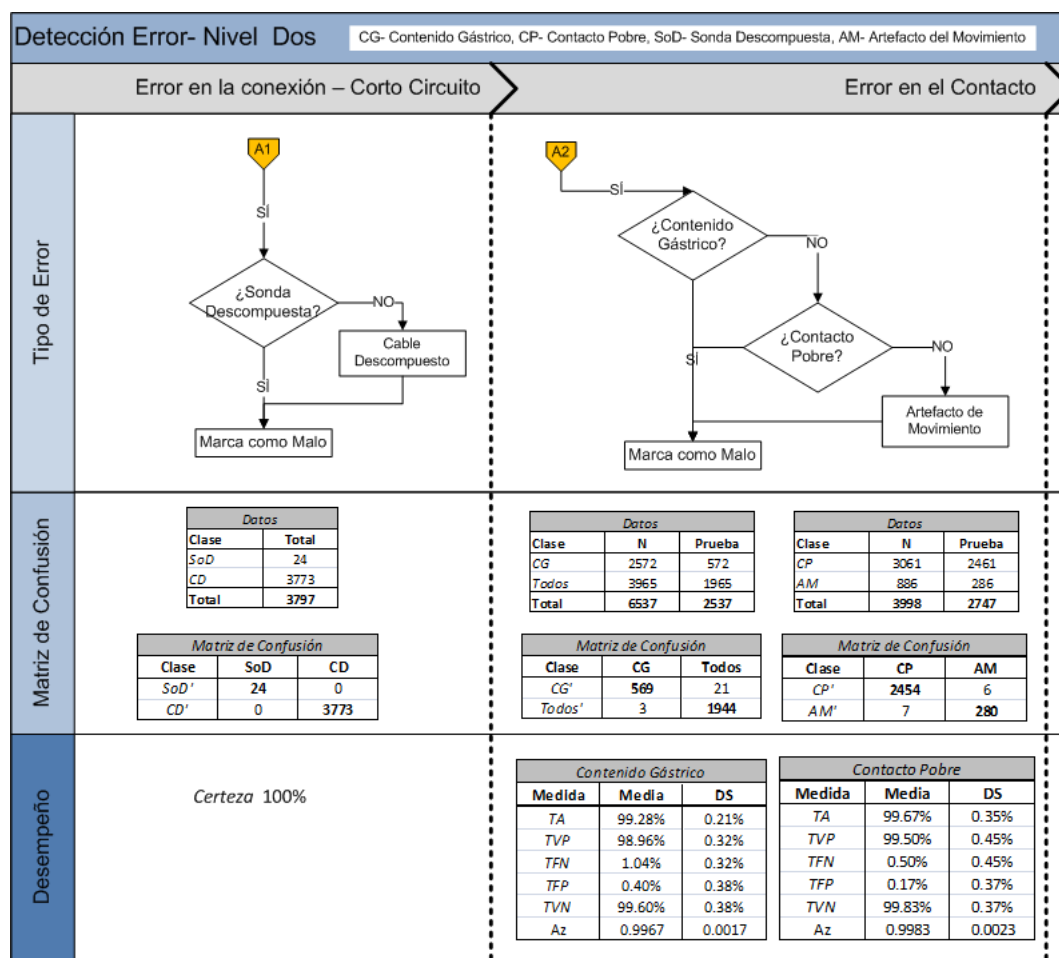 Detección Error- Nivel Dos
CG- Contenido Gástrico, CP- Contacto Pobre, SoD- Sonda Descompuesta, AM- Artefacto del Movimiento
Error en la conexión – Corto Circuito
Error en el Contacto
Tipo de Error
A1
SÍ
¿Sonda
Descompuesta?
NO
Cable
Descompuesto
SÍ
Marca como Malo
A2
SÍ
¿Contenido
Gástrico?
NO
¿Contacto
Pobre?
SÍ
NO
Artefacto de
Movimiento
Marca como Malo
Matriz de Confusión
Datos
Clase Total
SoD 24
CD 3773
Total 3797
Matriz de Confusión
Clase SoD CD
SoD' 24 0
CD' 0 3773
Datos
Clase N Prueba
CG 2572 572
Todos 3965 1965
Total 6537 2537
Matriz de Confusión
Clase CG Todos
CG' 569 21
Todos' 3 1944
Datos
Clase N Prueba
CP 3061 2461
AM 886 286
Total 3998 2747
Matriz de Confusión
Clase CP AM
CP' 2454 6
AM' 7 280
Desempeño
Certeza 100%
Contenido Gástrico
Medida Media DS
TA 99.28% 0.21%
TVP 98.96% 0.32%
TFN 1.04% 0.32%
TFP 0.40% 0.38%
TVN 99.60% 0.38%
Az 0.9967 0.0017
Contacto Pobre
Medida Media DS
TA 99.67% 0.35%
TVP 99.50% 0.45%
TFN 0.50% 0.45%
TFP 0.17% 0.37%
TVN 99.83% 0.37%
Az 0.9983 0.0023